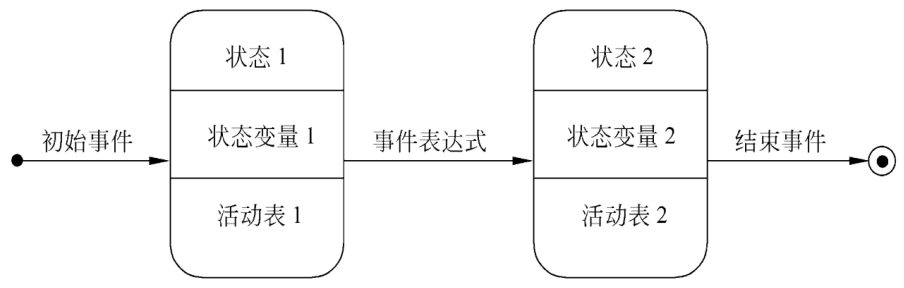 状态 1
状态 2
初始事件
状态变量 1
事件表达式
状态变量 2
结束事件
活动表 1
活动表 2